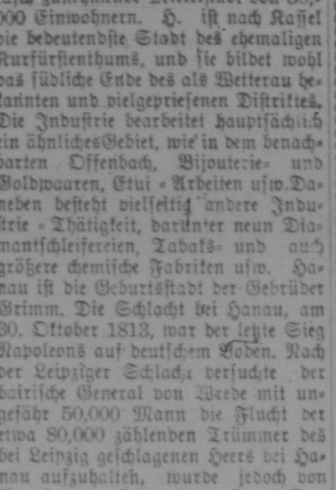 000 Einwohnern. H. ist nach Kassel
die bedeutendste Stadt des ehemaligen
Kurfürstenthums, und sie bildet wohl
das südliche Ende des als Wetterau be-
kannten und vielgepriesenen Distriktes.
Die Industrie bearbeitet hauptsächlich
ein ähnliches Gebiet, wie in dem benach-
barten Offenbach, Bijouterie- und
Goldwaaren, Etui-Arbeiten usw. Da-
neben besteht vielseitig andere Indu-
strie-Thätigkeit, darunter neun Dia-
mantschleifereien, Tabaks- und auch
größere chemische Fabriken usw. Ha-
nau ist die Geburtsstadt der Gebrüder
Grimm. Die Schlacht bei Hanau, am
30. Oktober 1813, war der letzte Sieg
Napoleons auf deutschem Boden. Nach
der Leipziger Schlacht versuchte der
bairische General von Wrede mit un-
gefähr 50,000 Mann die Flucht der
etwa 80,000 zählenden Trümmer des
bei Leipzig geschlagenen Heers bei Ha-
nau aufzuhalten, wurde jedoch von